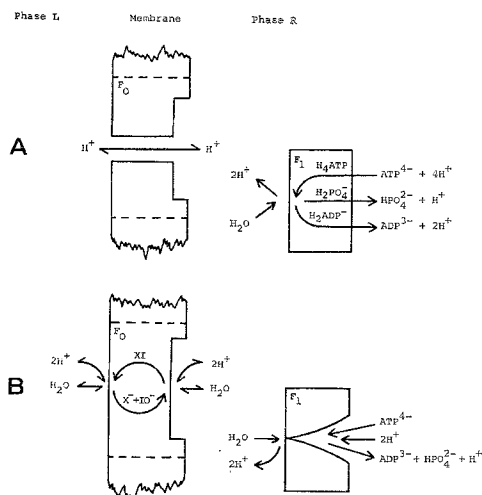 Phase L Membrane Phase R
F₀
A
H⁺ H⁺
F₁
H₄ATP
ATP⁴⁻ + 4H⁺
2H⁺
H₂PO₄⁻
HPO₄²⁻ + H⁺
H₂O
H₂ADP⁻
ADP³⁻ + 2H⁺
F₀
B
2H⁺ XI 2H⁺
H₂O H₂O
X⁻+IO⁻
F₁
ATP⁴⁻
H₂O 2H⁺
2H⁺ ADP³⁻ + HPO₄²⁻ + H⁺